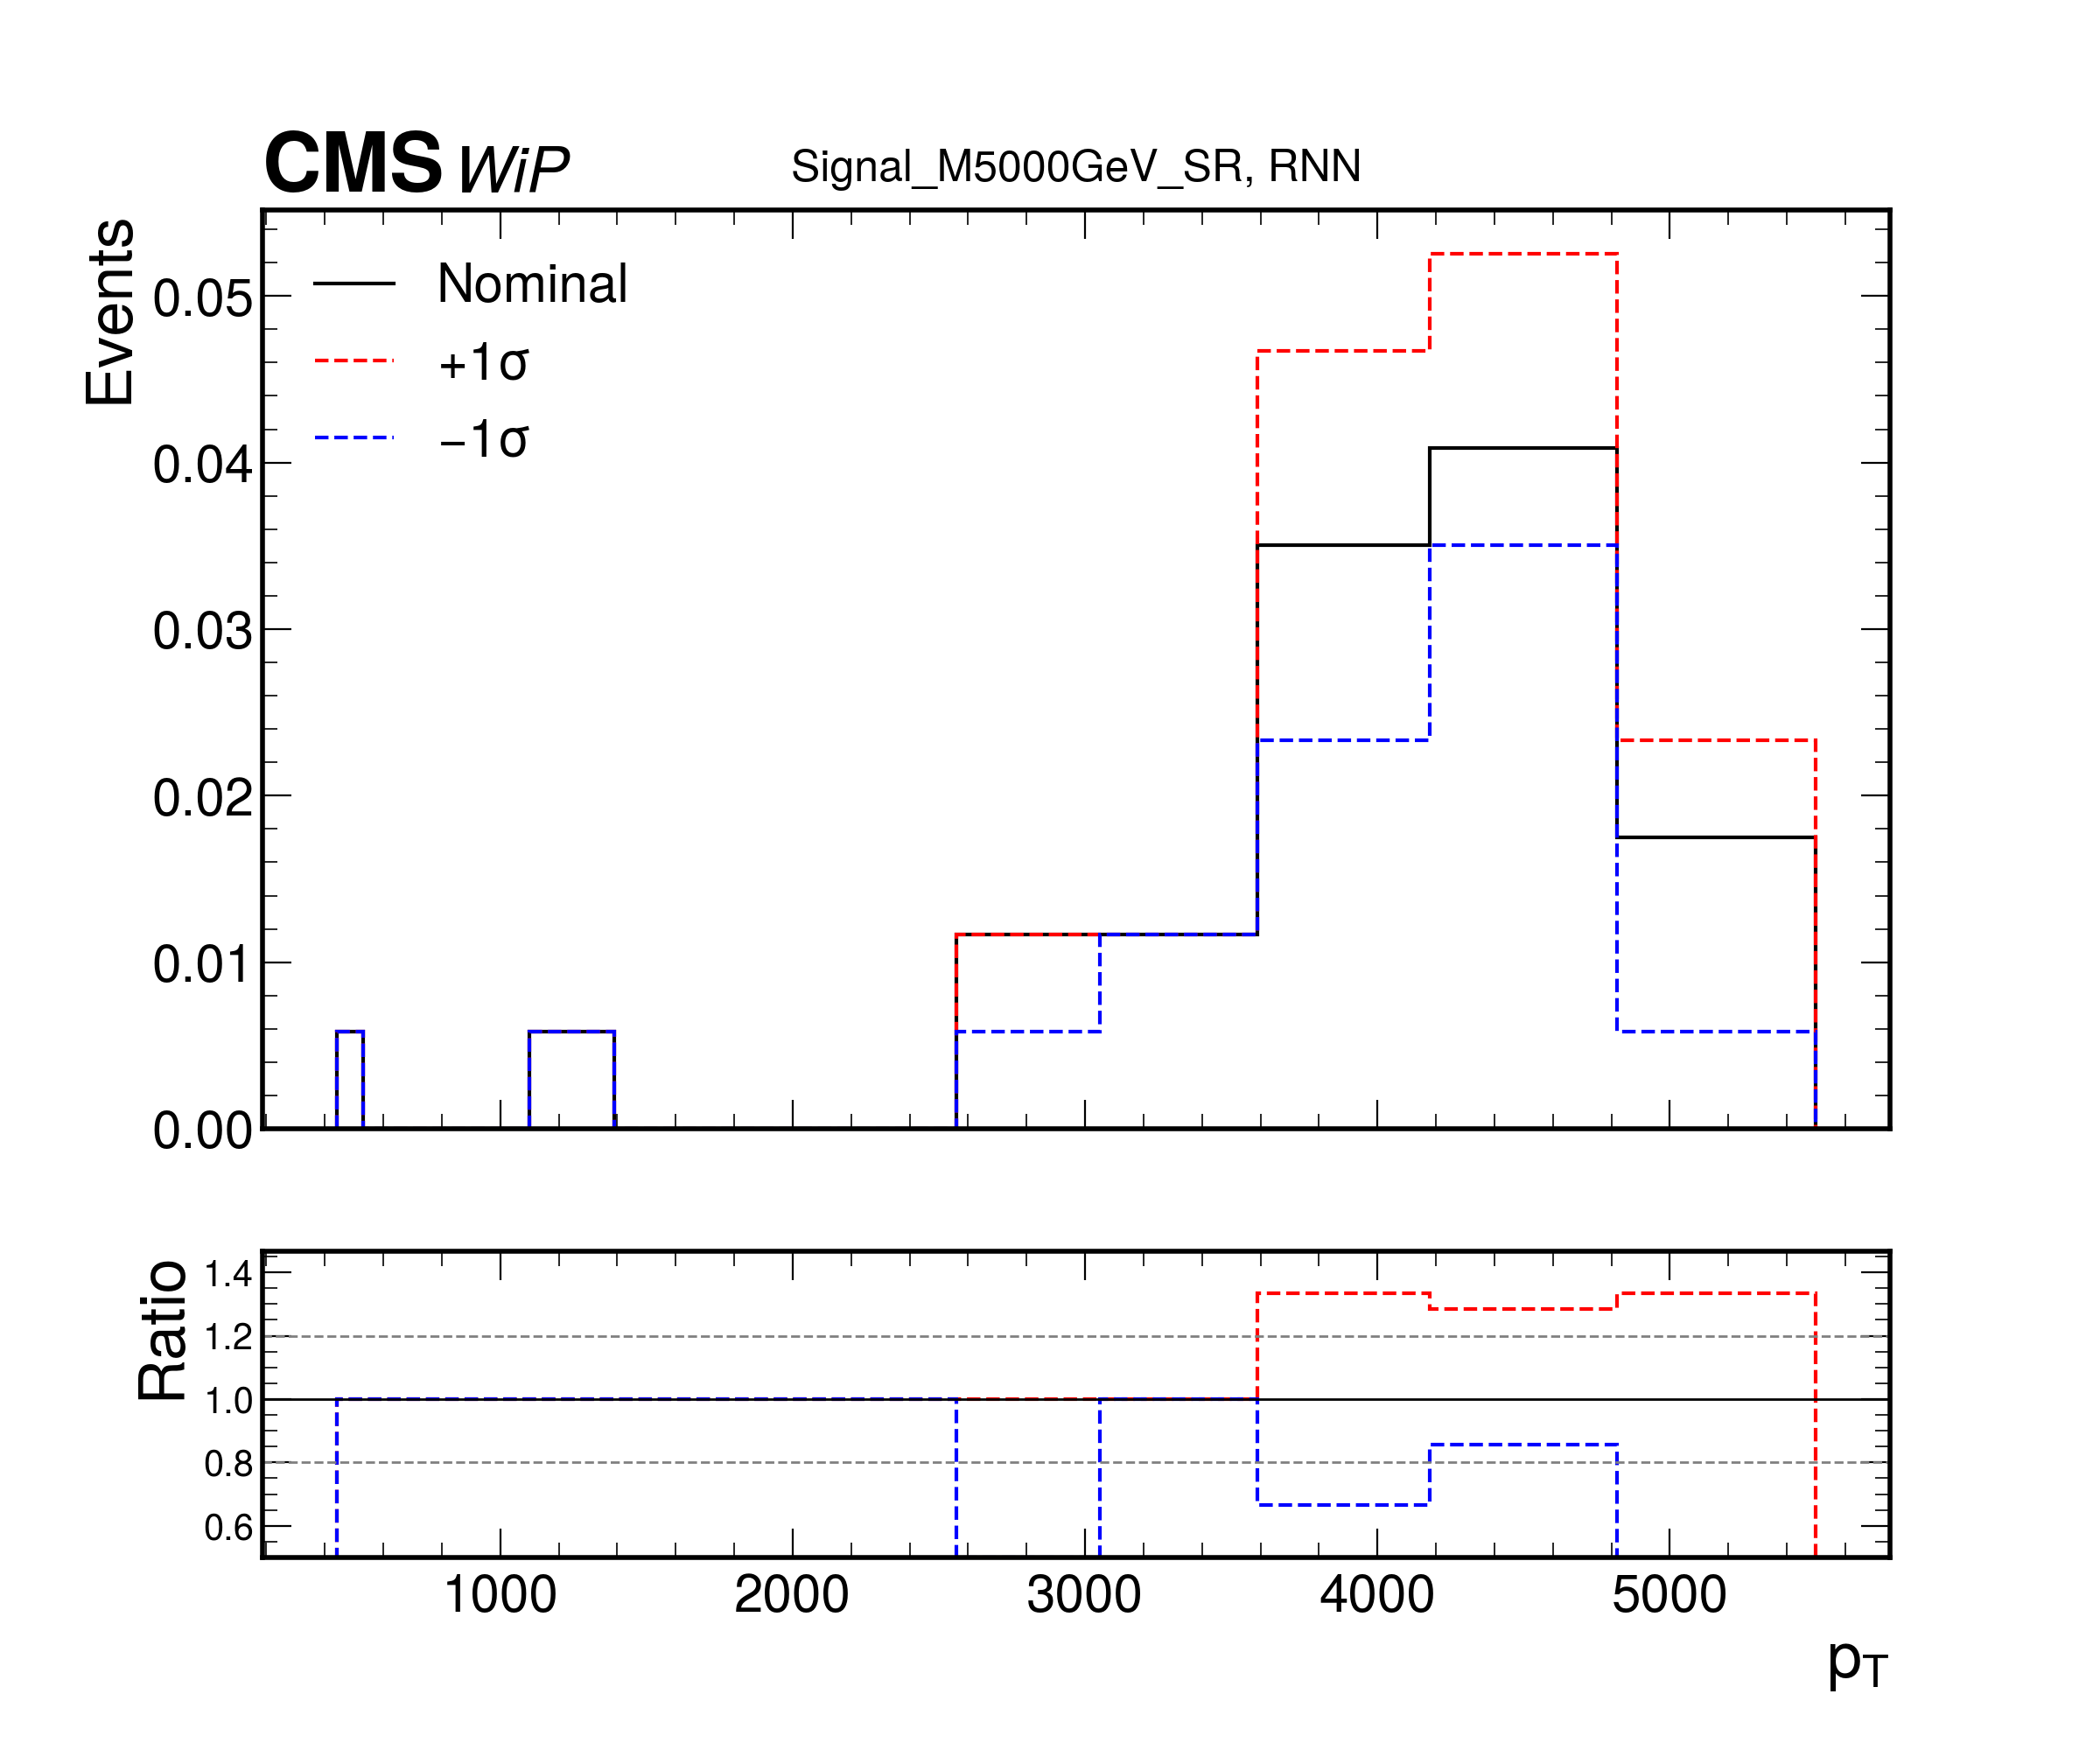 CMS WiP Signal_M5000GeV_SR, RNN
Events
0.05
0.04
0.03
0.02
0.01
0.00
Nominal
+1σ
−1σ
Ratio
1.4
1.2
1.0
0.8
0.6
1000 2000 3000 4000 5000
pT